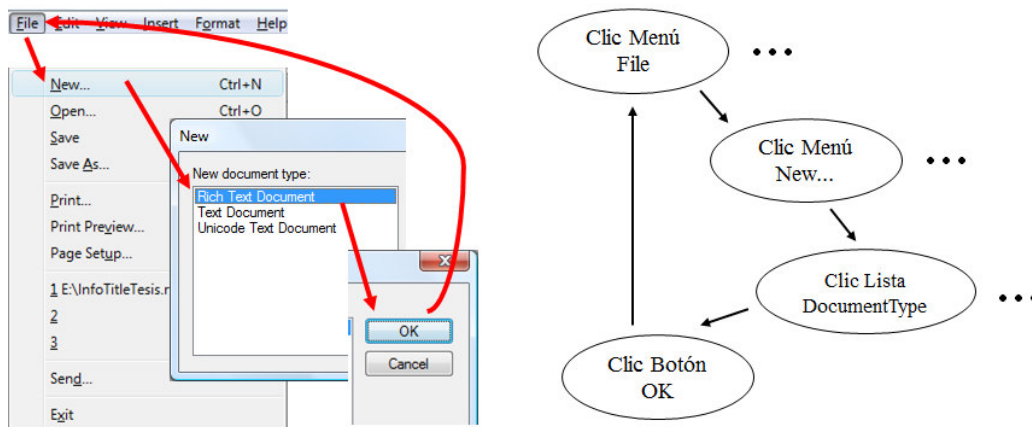 File Edit View Insert Format Help
New... Ctrl+N
Open... Ctrl+O
Save
Save As...
Print...
Print Preview...
Page Setup...
1 E:\InfoTitleTesis.r
2
3
Send...
Exit
New
New document type:
Rich Text Document
Text Document
Unicode Text Document
OK
Cancel
Clic Menú
File
Clic Menú
New...
Clic Lista
DocumentType
Clic Botón
OK